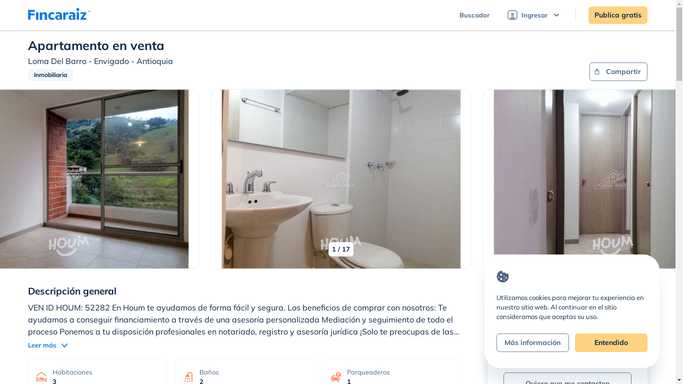 Fincaraiz
Buscador
Ingresar
Publica gratis
Apartamento en venta
Loma Del Barro - Envigado - Antioquia
Inmobiliaria
Compartir
HOUM
HOUM
HOUM
1 / 17
Descripción general
VEN ID HOUM: 52282 En Houm te ayudamos de forma fácil y segura. Los beneficios de comprar con nosotros: Te
ayudamos a conseguir financiamiento a través de una asesoría personalizada Mediación y seguimiento de todo el
proceso Ponemos a tu disposición profesionales en notariado, registro y asesoría jurídica ¡Solo te preocupas de las...
Leer más
Habitaciones
3
Baños
2
Parqueaderos
1
Utilizamos cookies para mejorar tu experiencia en
nuestro sitio web. Al continuar en el sitio
consideramos que aceptas su uso.
Más información
Entendido
Quiero que me contacten